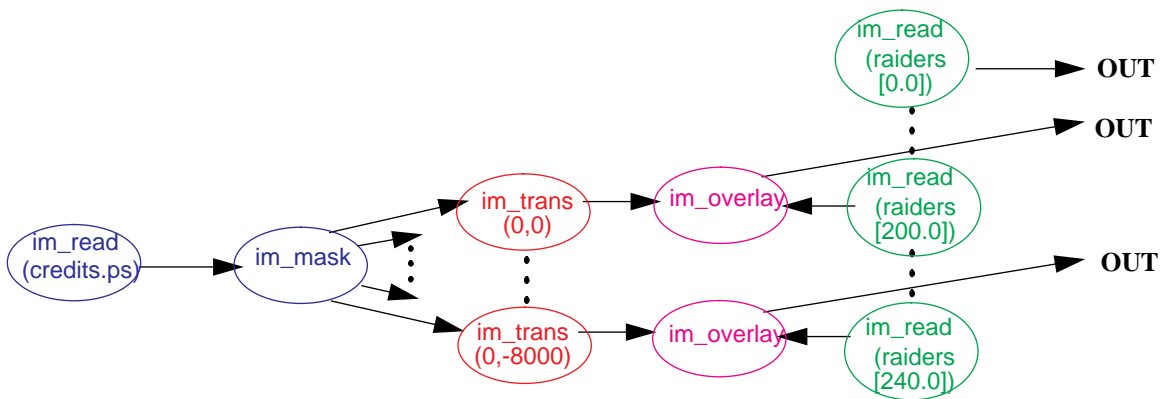 im_read
(raiders
[0.0])
OUT
OUT
im_read
(raiders
[200.0])
im_trans
(0,0)
im_overlay
im_read
(credits.ps)
im_mask
OUT
im_trans
(0,-8000)
im_overlay
im_read
(raiders
[240.0])